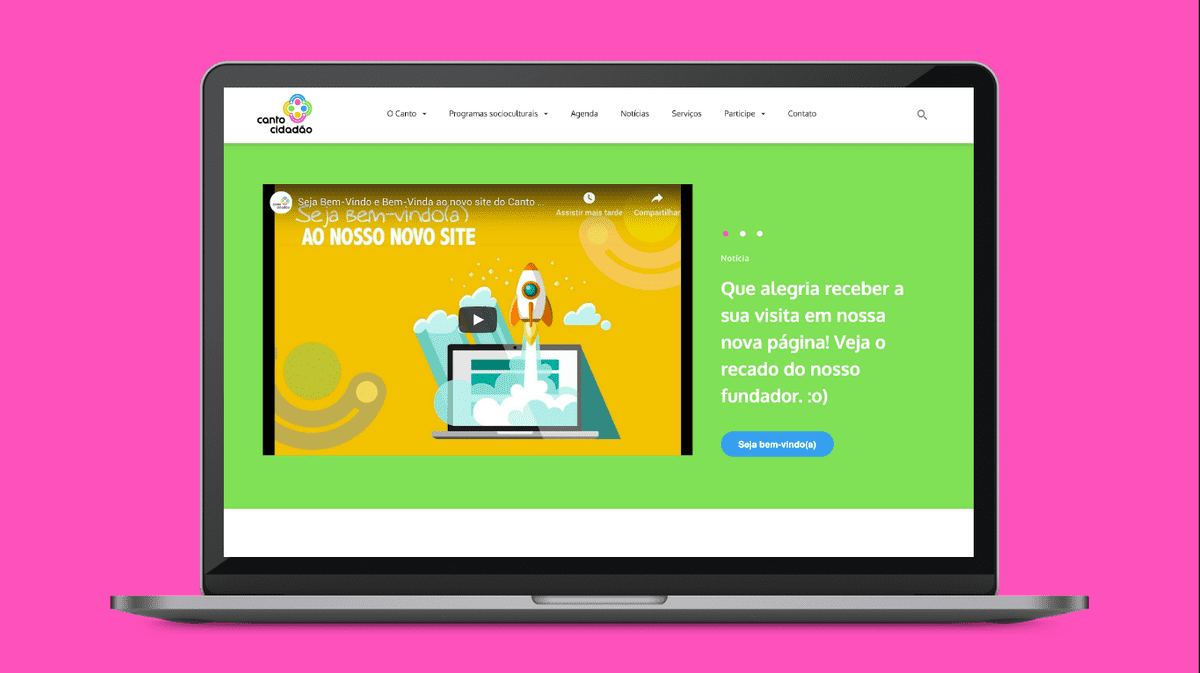 canto
cidadão
O Canto
Programas socioculturais
Agenda
Notícias
Serviços
Participe
Contato
Seja Bem-Vindo e Bem-Vinda ao novo site do Canto ...
Assistir mais tarde
Compartilhar
Seja Bem-vindo(a)
AO NOSSO NOVO SITE
Notícia
Que alegria receber a
sua visita em nossa
nova página! Veja o
recado do nosso
fundador. :o)
Seja bem-vindo(a)